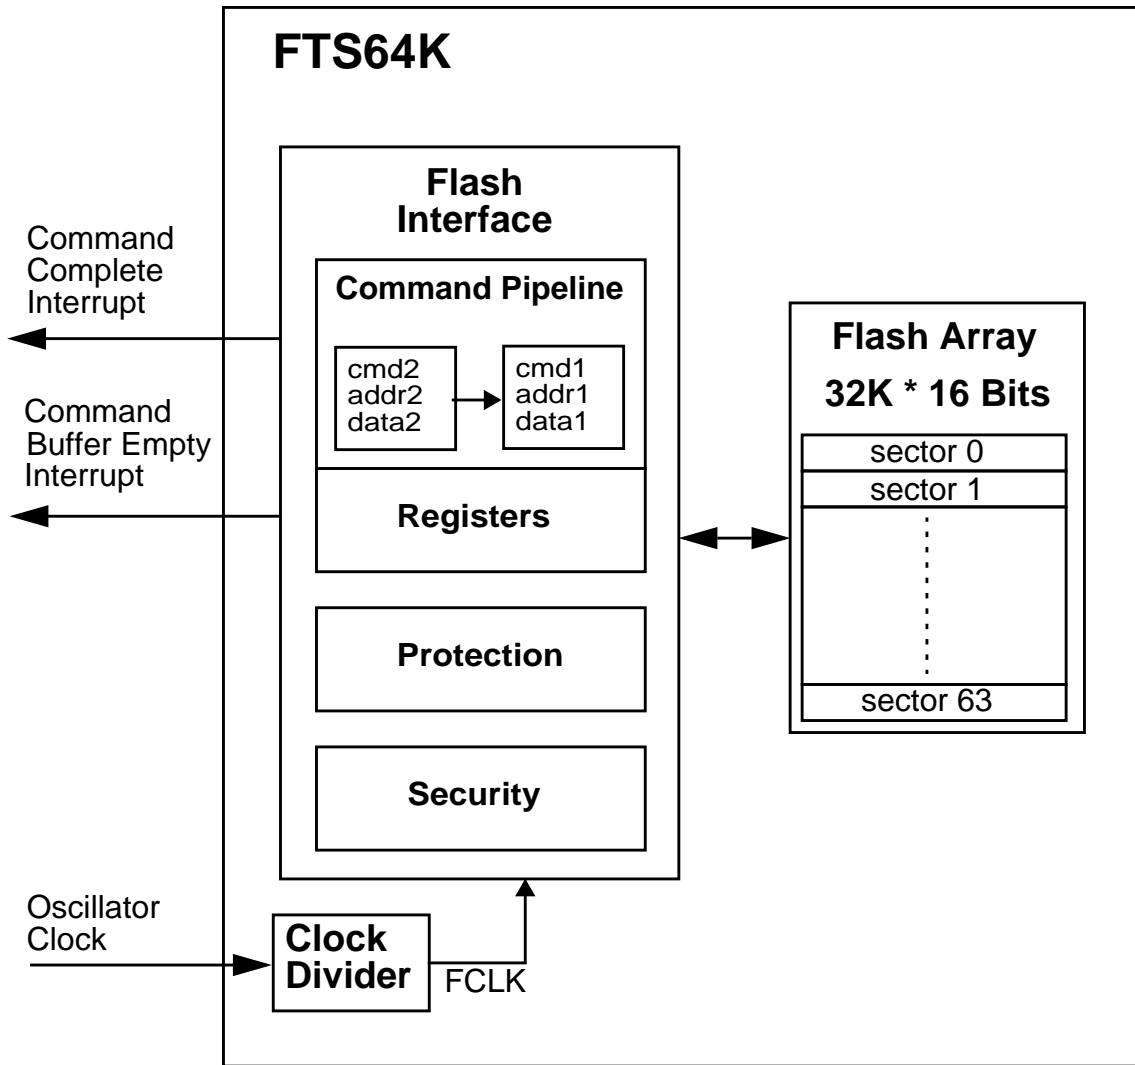 FTS64K
Flash
Interface
Command
Complete
Interrupt
Command Pipeline
cmd2
addr2
data2
cmd1
addr1
data1
Command
Buffer Empty
Interrupt
Registers
Protection
Security
Flash Array
32K * 16 Bits
sector 0
sector 1
sector 63
Oscillator
Clock
Clock
Divider
FCLK